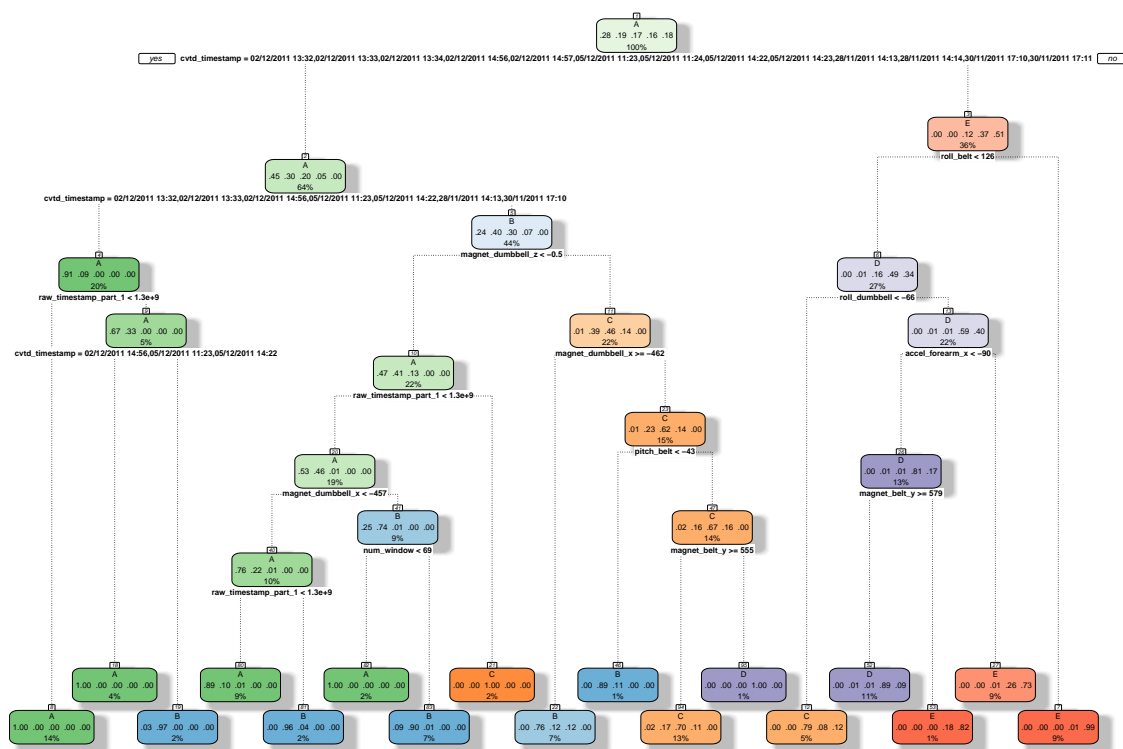 1
A
.28 .19 .17 .16 .18
100%
yes
cvtd_timestamp = 02/12/2011 13:32,02/12/2011 13:33,02/12/2011 13:34,02/12/2011 14:56,02/12/2011 14:57,05/12/2011 11:23,05/12/2011 11:24,05/12/2011 14:22,05/12/2011 14:23,28/11/2011 14:13,28/11/2011 14:14,30/11/2011 17:10,30/11/2011 17:11
no
3
E
.00 .00 .12 .37 .51
36%
roll_belt < 126
2
A
.45 .30 .20 .05 .00
64%
cvtd_timestamp = 02/12/2011 13:32,02/12/2011 13:33,02/12/2011 14:56,05/12/2011 11:23,05/12/2011 14:22,28/11/2011 14:13,30/11/2011 17:10
5
B
.24 .40 .30 .07 .00
44%
magnet_dumbbell_z < −0.5
4
A
.91 .09 .00 .00 .00
20%
raw_timestamp_part_1 < 1.3e+9
6
D
.00 .01 .16 .49 .34
27%
roll_dumbbell < −66
9
A
.67 .33 .00 .00 .00
5%
cvtd_timestamp = 02/12/2011 14:56,05/12/2011 11:23,05/12/2011 14:22
11
C
.01 .39 .46 .14 .00
22%
magnet_dumbbell_x >= −462
13
D
.00 .01 .01 .59 .40
22%
accel_forearm_x < −90
10
A
.47 .41 .13 .00 .00
22%
raw_timestamp_part_1 < 1.3e+9
23
C
.01 .23 .62 .14 .00
15%
pitch_belt < −43
20
A
.53 .46 .01 .00 .00
19%
magnet_dumbbell_x < −457
26
D
.00 .01 .01 .81 .17
13%
magnet_belt_y >= 579
41
B
.25 .74 .01 .00 .00
9%
num_window < 69
47
C
.02 .16 .67 .16 .00
14%
magnet_belt_y >= 555
40
A
.76 .22 .01 .00 .00
10%
raw_timestamp_part_1 < 1.3e+9
18
A
1.00 .00 .00 .00 .00
4%
80
A
.89 .10 .01 .00 .00
9%
82
A
1.00 .00 .00 .00 .00
2%
21
C
.00 .00 1.00 .00 .00
2%
46
B
.00 .89 .11 .00 .00
1%
95
D
.00 .00 .00 1.00 .00
1%
52
D
.00 .01 .01 .89 .09
11%
27
E
.00 .00 .01 .26 .73
9%
8
A
1.00 .00 .00 .00 .00
14%
19
B
.03 .97 .00 .00 .00
2%
81
B
.00 .96 .04 .00 .00
2%
83
B
.09 .90 .01 .00 .00
7%
22
B
.00 .76 .12 .12 .00
7%
94
C
.02 .17 .70 .11 .00
13%
12
C
.00 .00 .79 .08 .12
5%
53
E
.00 .00 .00 .18 .82
1%
7
E
.00 .00 .00 .01 .99
9%